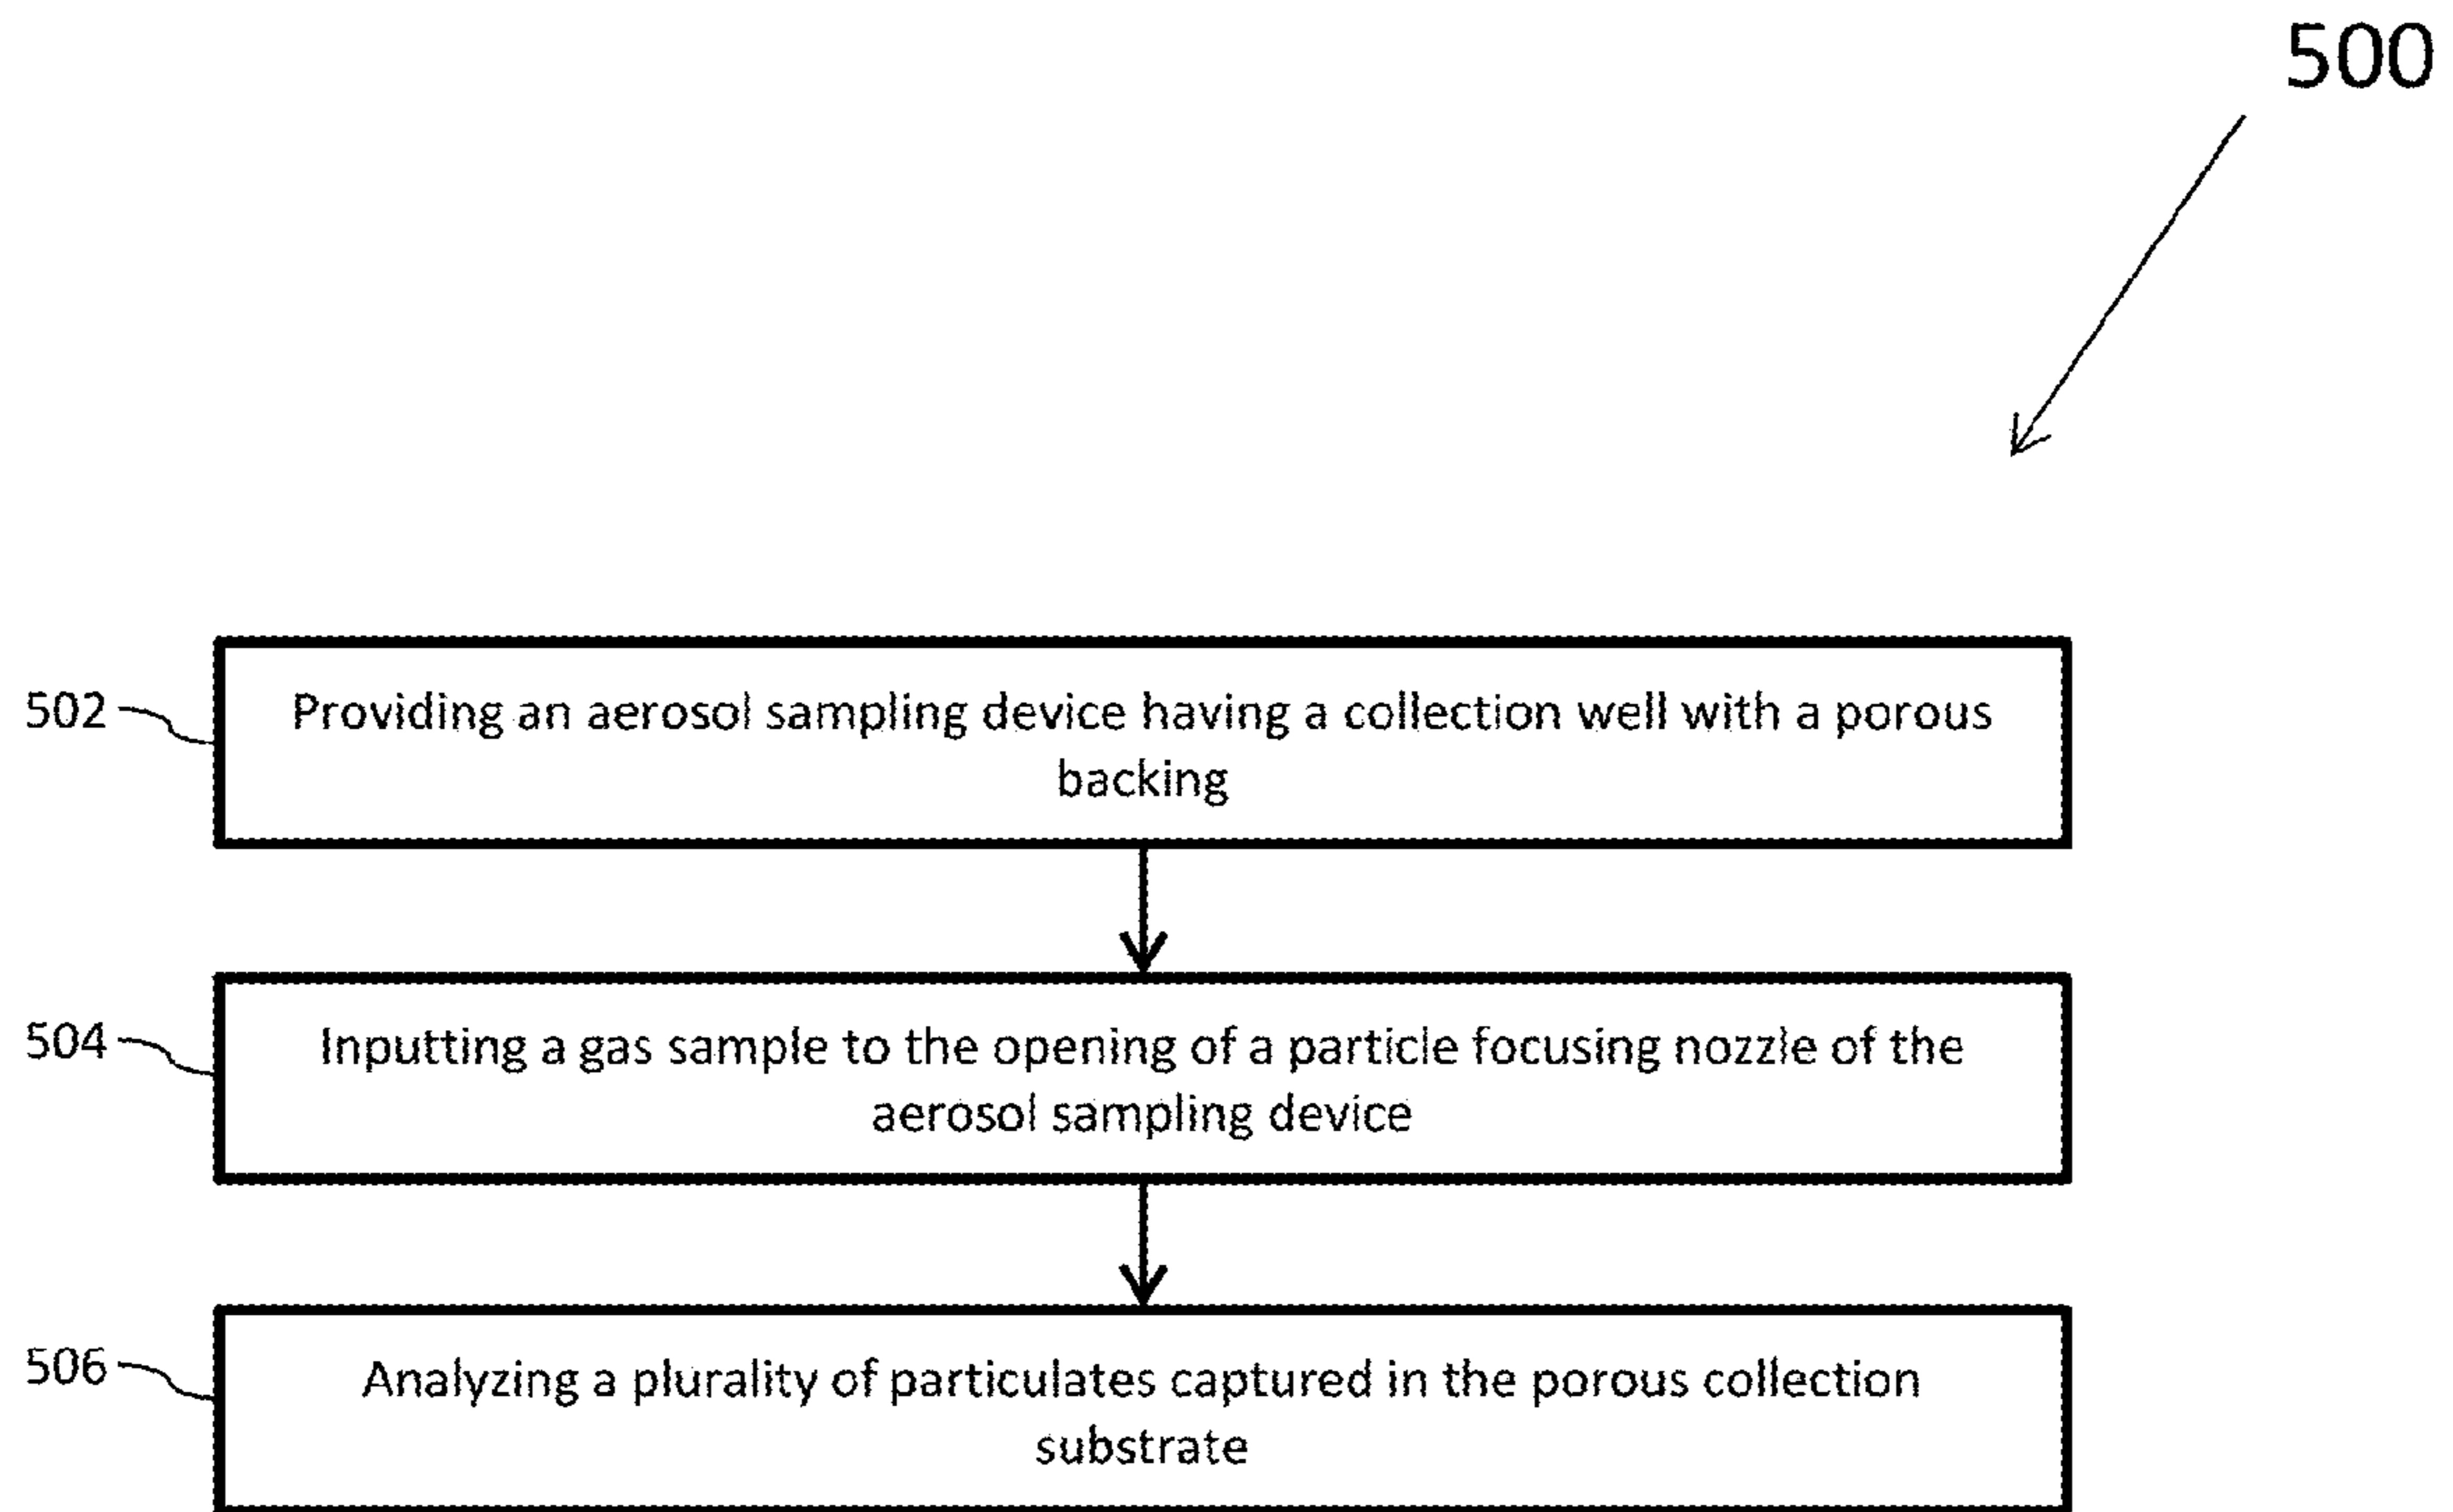 500
502
Providing an aerosol sampling device having a collection well with a porous
backing
504
Inputting a gas sample to the opening of a particle focusing nozzle of the
aerosol sampling device
506
Analyzing a plurality of particulates captured in the porous collection
substrate